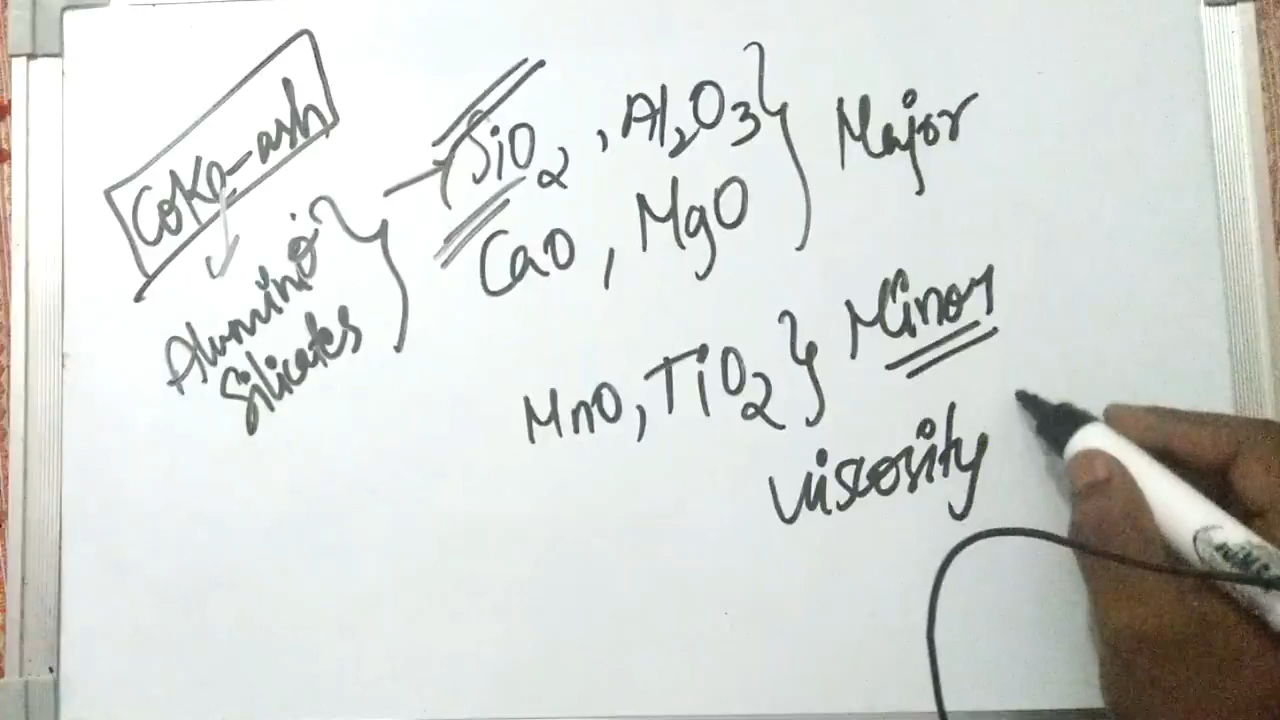 Coke-ash
Alumino
Silicates
SiO2, Al2O3
CaO, MgO
Major
MnO, TiO2
Minor
Viscosity